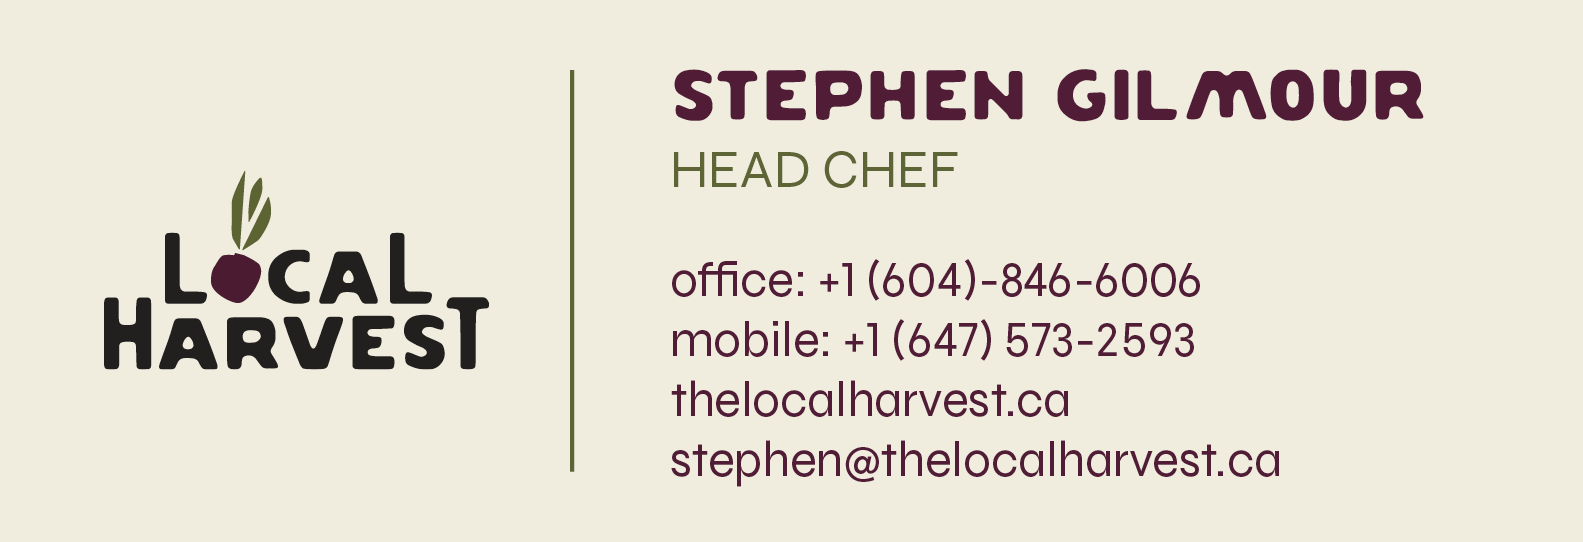 LOCAL
HARVEST
STEPHEN GILMOUR
HEAD CHEF
office: +1 (604)-846-6006
mobile: +1 (647) 573-2593
thelocalharvest.ca
stephen@thelocalharvest.ca